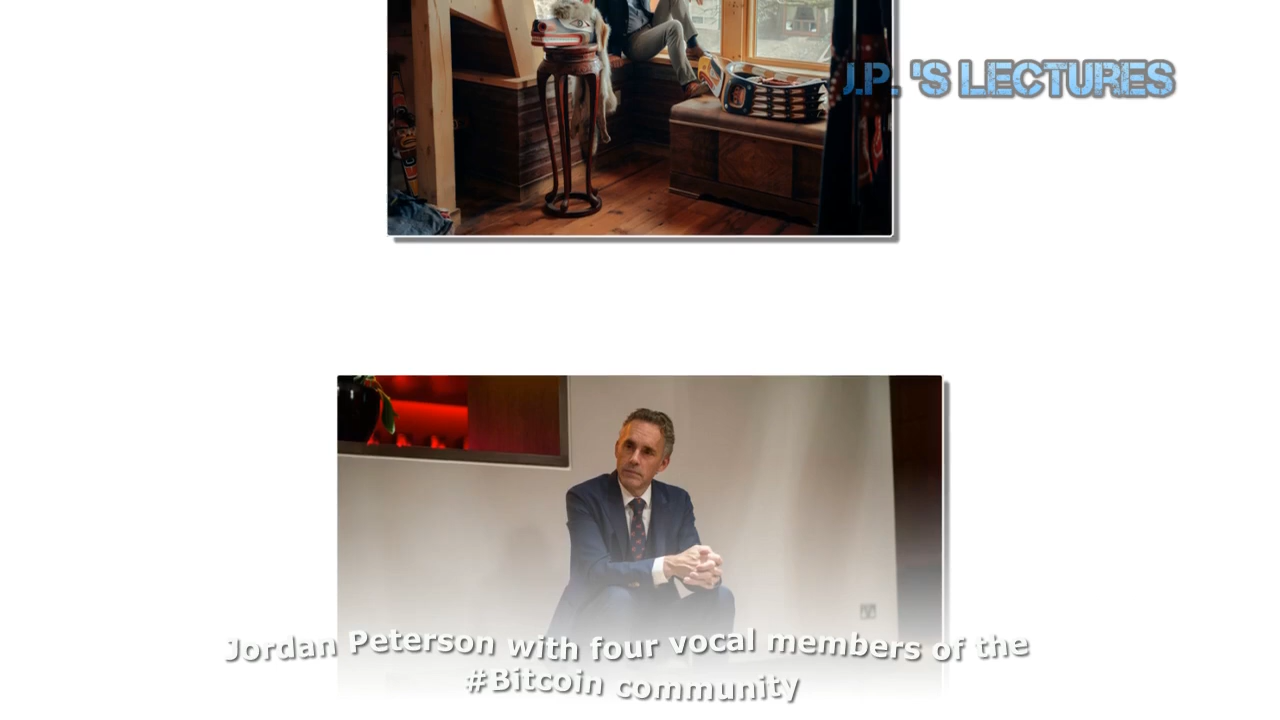 J.P. 'S LECTURES
Jordan Peterson with four vocal members of the
#Bitcoin community